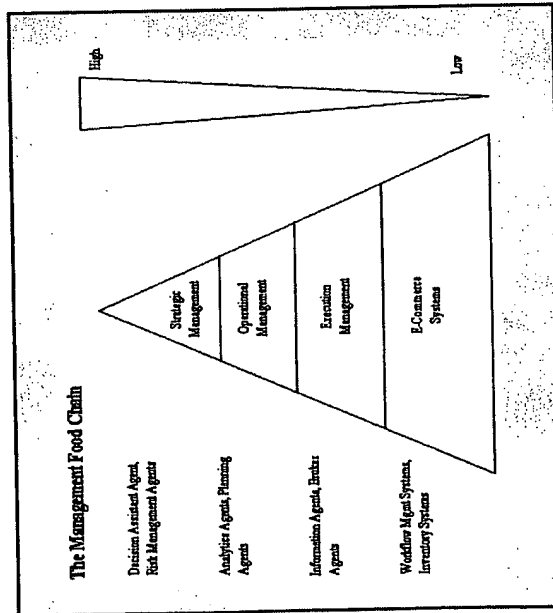 The Management Food Chain
High
Decision Assistant Agent,
Risk Management Agents
Strategic
Management
Analytics Agents, Planning
Agents
Operational
Management
Information Agents, Broker
Agents
Execution
Management
Workflow Mgmt Systems,
Inventory Systems
E-Commerce
Systems
Low